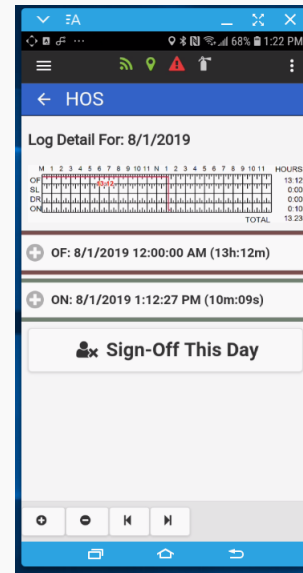 FA
68% 1:22 PM
HOS
Log Detail For: 8/1/2019
M 1 2 3 4 5 6 7 8 9 10 11 N 1 2 3 4 5 6 7 8 9 10 11 HOURS
OF 13:12 13:12
SL 0:00
DR 0:00
ON 0:10
TOTAL 13:23
OF: 8/1/2019 12:00:00 AM (13h:12m)
ON: 8/1/2019 1:12:27 PM (10m:09s)
Sign-Off This Day